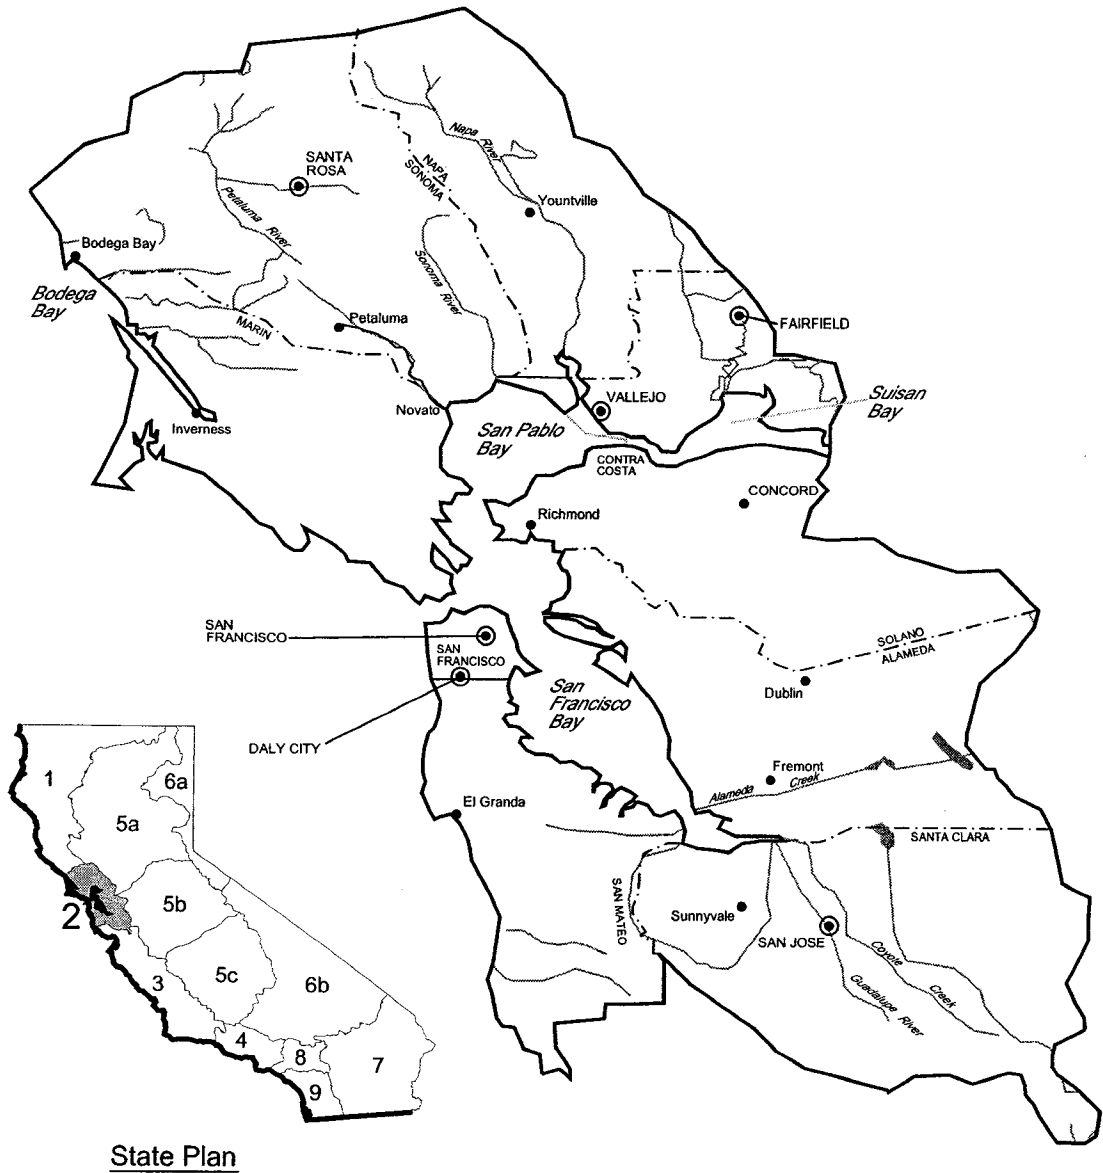 Napa River
NAPA
SONOMA
SANTA
ROSA
Petaluma River
Yountville
Bodega Bay
Sonoma River
Bodega
Bay
MARIN
Petaluma
FAIRFIELD
Novato
VALLEJO
Suisan
Bay
Inverness
San Pablo
Bay
CONTRA
COSTA
CONCORD
Richmond
SAN
FRANCISCO
SAN
FRANCISCO
SOLANO
ALAMEDA
San
Francisco
Bay
Dublin
DALY CITY
Fremont
Alameda Creek
El Granda
SANTA CLARA
SAN MATEO
Sunnyvale
SAN JOSE
Coyote Creek
Guadalupe River
1
6a
5a
5b
2
5c
3
6b
4
8
7
9
State Plan